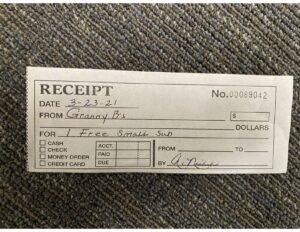 RECEIPT No. 00089042
DATE 3-23-21
FROM Granny B's $
DOLLARS
FOR 1 Free Small Sub
CASH
CHECK
MONEY ORDER
CREDIT CARD
ACCT.
PAID
DUE
FROM TO
BY